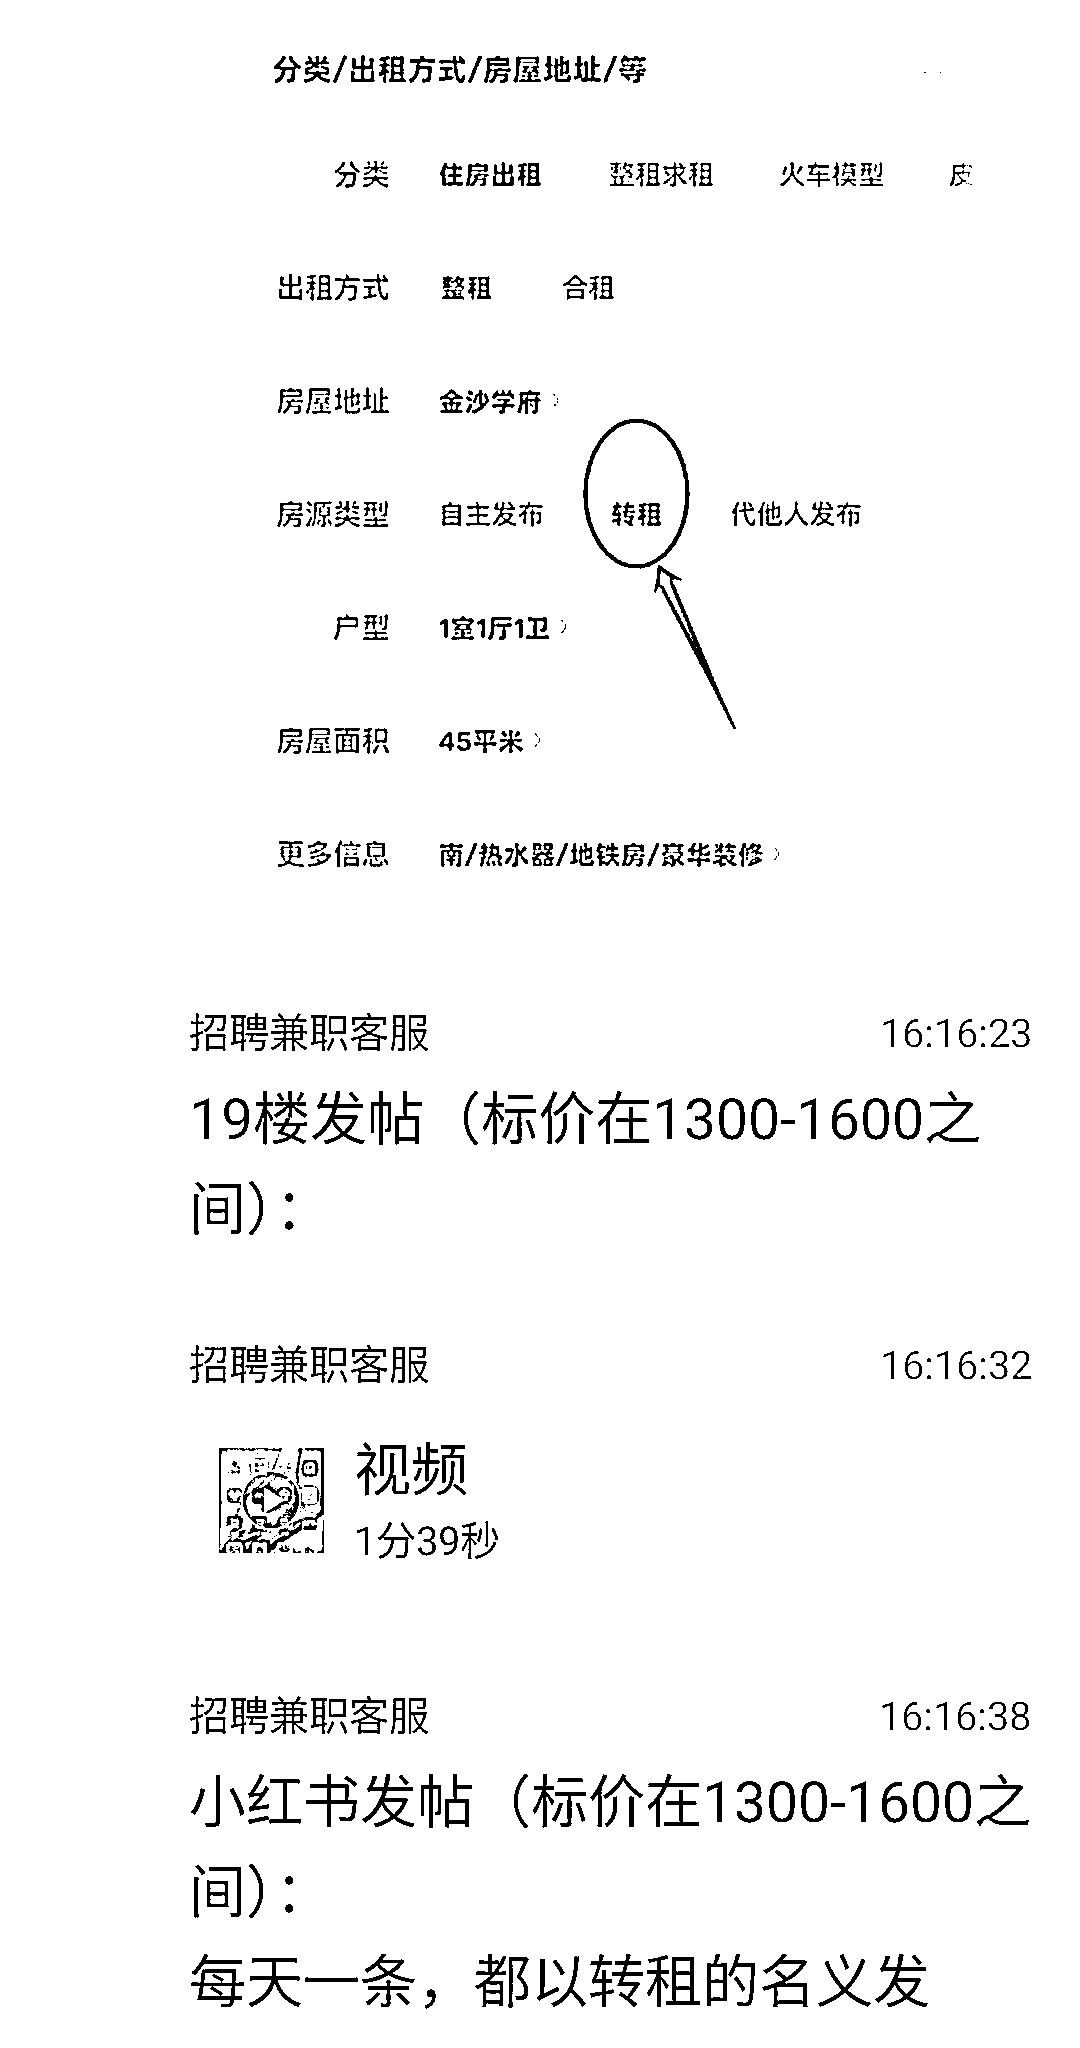 分类/出租方式/房屋地址/等
分类 住房出租 整租求租 火车模型 皮
出租方式 整租 合租
房屋地址 金沙学府 〉
房源类型 自主发布 转租 代他人发布
户型 1室1厅1卫 〉
房屋面积 45平米 〉
更多信息 南/热水器/地铁房/豪华装修 〉
招聘兼职客服 16:16:23
19楼发帖（标价在1300-1600之
间）：
招聘兼职客服 16:16:32
视频
1分39秒
招聘兼职客服 16:16:38
小红书发帖（标价在1300-1600之
间）：
每天一条，都以转租的名义发